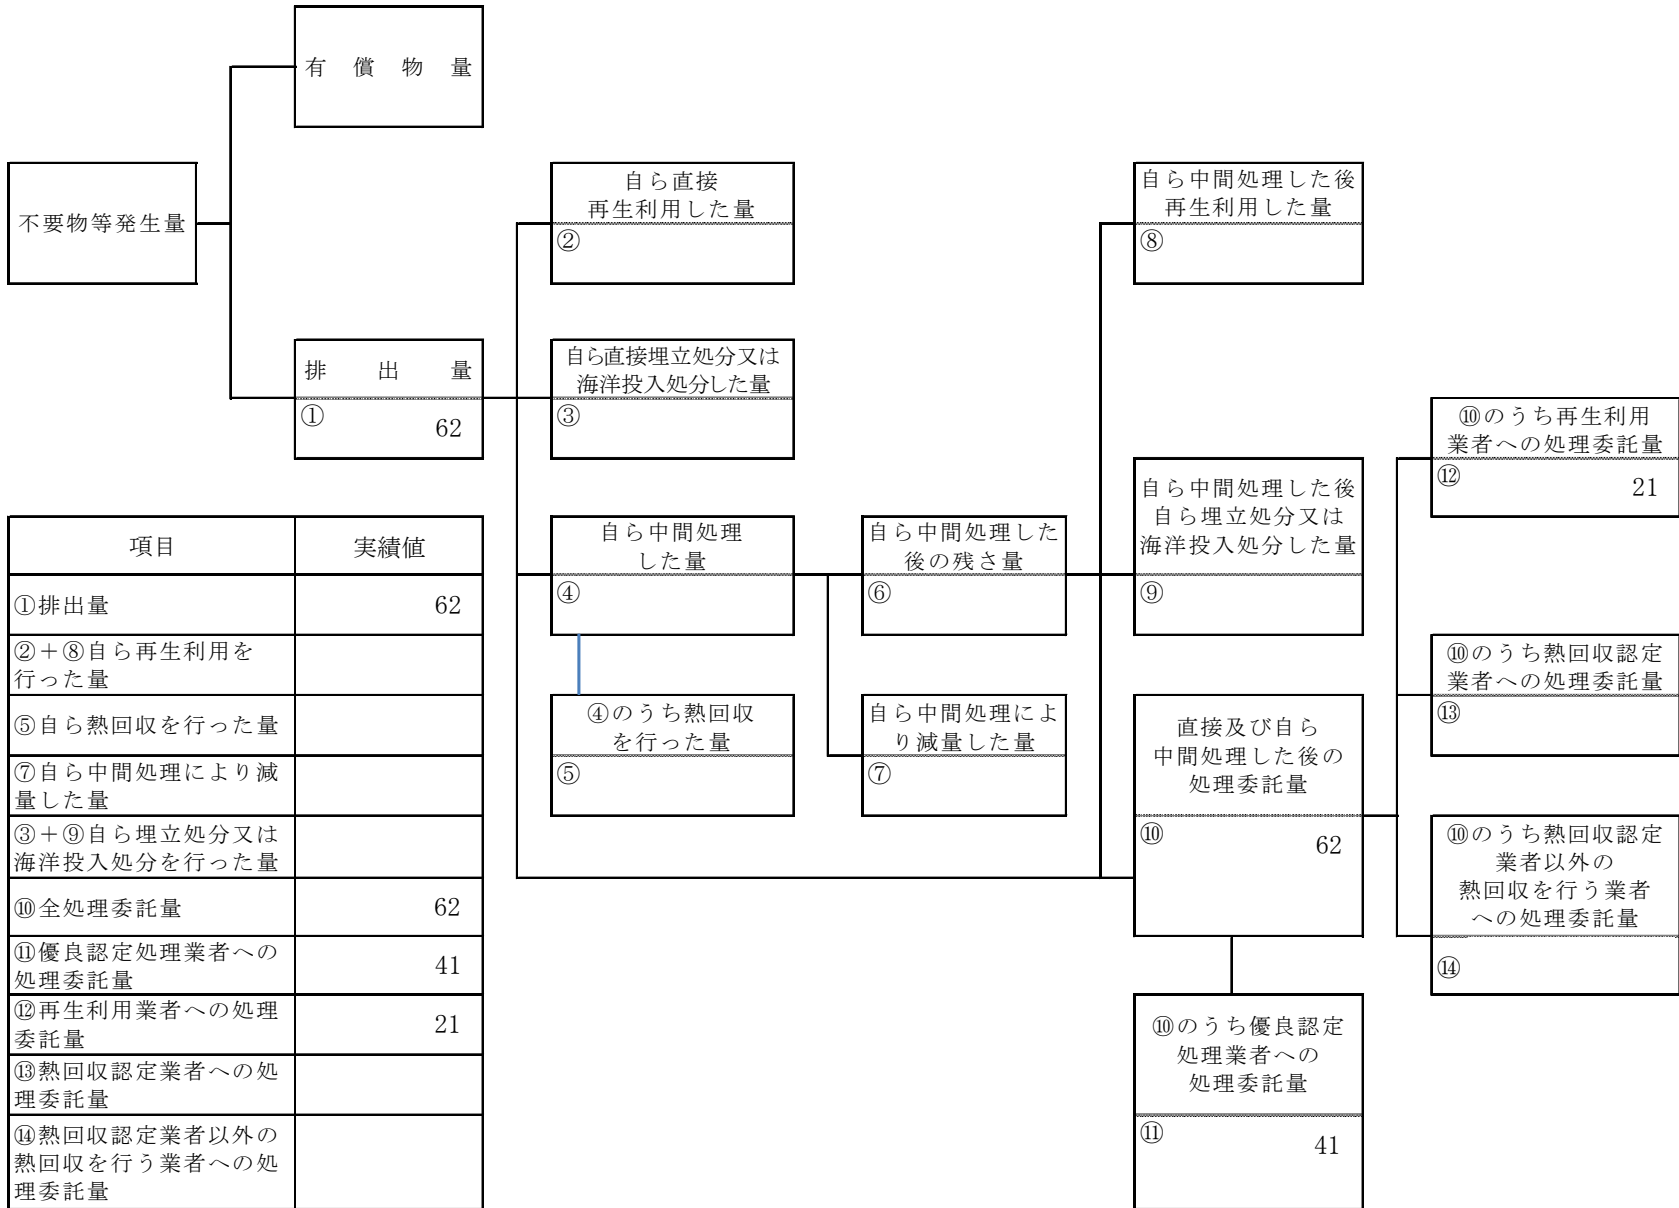 有償物量
不要物等発生量
排出量
①
62
自ら直接
再生利用した量
②
自ら直接埋立処分又は
海洋投入処分した量
③
自ら中間処理
した量
④
④のうち熱回収
を行った量
⑤
自ら中間処理した
後の残さ量
⑥
自ら中間処理によ
り減量した量
⑦
自ら中間処理した後
再生利用した量
⑧
自ら中間処理した後
自ら埋立処分又は
海洋投入処分した量
⑨
直接及び自ら
中間処理した後の
処理委託量
⑩
62
⑩のうち優良認定
処理業者への
処理委託量
⑪
41
⑩のうち再生利用
業者への処理委託量
⑫
21
⑩のうち熱回収認定
業者への処理委託量
⑬
⑩のうち熱回収認定
業者以外の
熱回収を行う業者
への処理委託量
⑭
項目 実績値
①排出量 62
②＋⑧自ら再生利用を
行った量
⑤自ら熱回収を行った量
⑦自ら中間処理により減
量した量
③＋⑨自ら埋立処分又は
海洋投入処分を行った量
⑩全処理委託量 62
⑪優良認定処理業者への
処理委託量 41
⑫再生利用業者への処理
委託量 21
⑬熱回収認定業者への処
理委託量
⑭熱回収認定業者以外の
熱回収を行う業者への処
理委託量